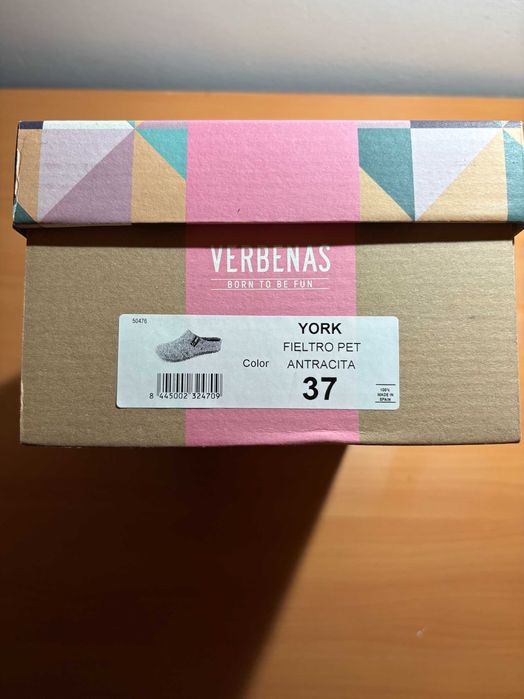 VERBENAS
BORN TO BE FUN
50476
YORK
FIELTRO PET
Color ANTRACITA
37
8 445002 324709
100%
MADE IN
SPAIN